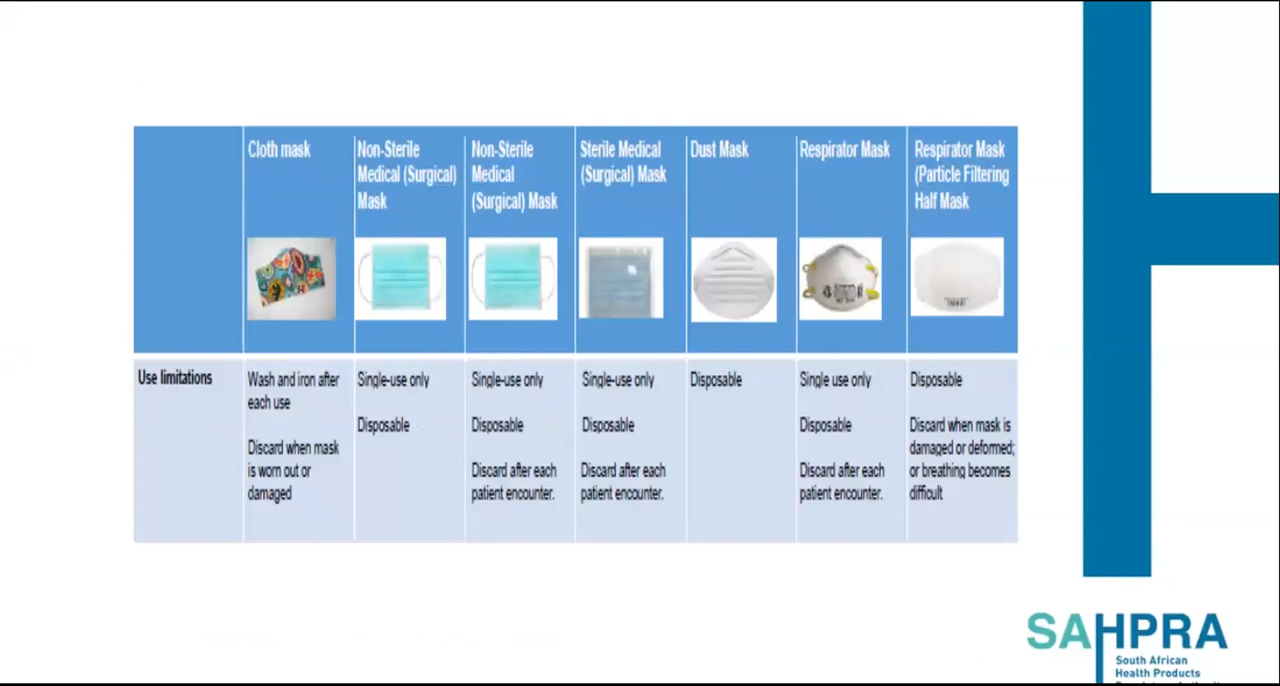 Cloth mask
Non-Sterile
Medical (Surgical)
Mask
Non-Sterile
Medical
(Surgical) Mask
Sterile Medical
(Surgical) Mask
Dust Mask
Respirator Mask
Respirator Mask
(Particle Filtering
Half Mask
Use limitations
Wash and iron after
each use
Discard when mask
is worn out or
damaged
Single-use only
Disposable
Single-use only
Disposable
Discard after each
patient encounter.
Single-use only
Disposable
Discard after each
patient encounter.
Disposable
Single use only
Disposable
Discard after each
patient encounter.
Disposable
Discard when mask is
damaged or deformed;
or breathing becomes
difficult
SAHPRA
South African
Health Products